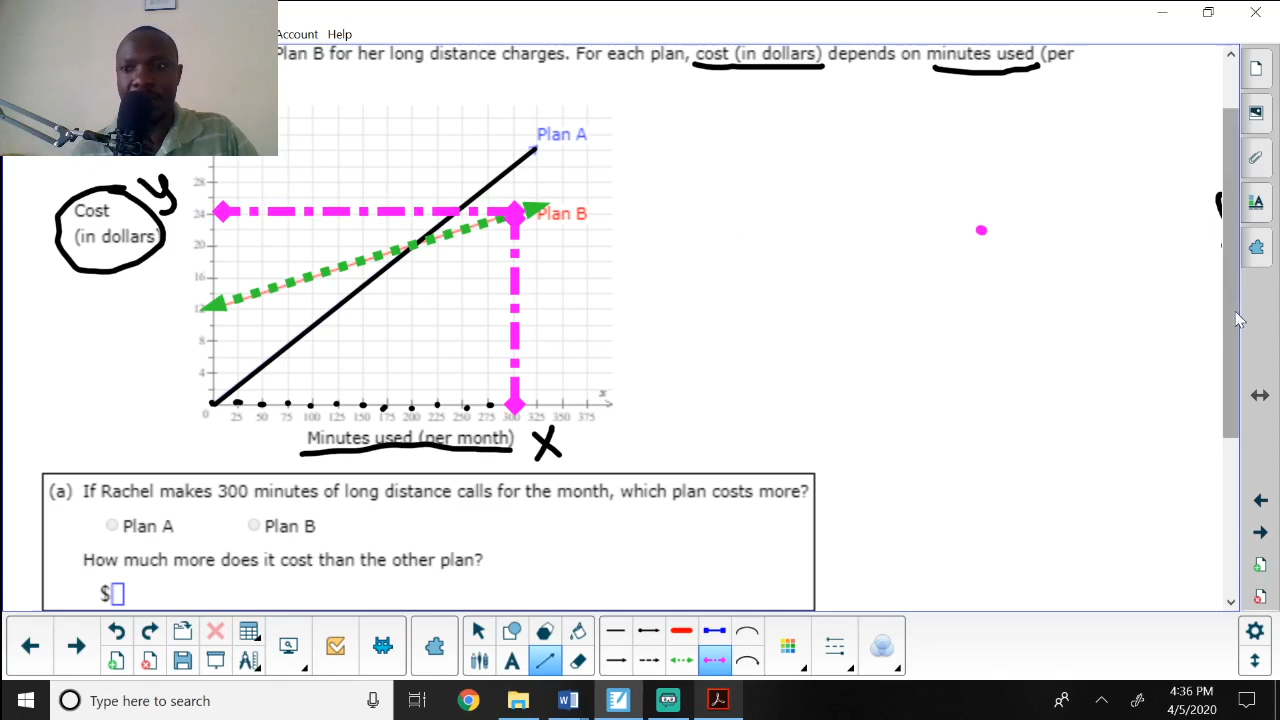 Account Help
Plan B for her long distance charges. For each plan, cost (in dollars) depends on minutes used (per
Plan A
28
y
Cost
(in dollars)
24
Plan B
20
16
12
8
4
x
0 25 50 75 100 125 150 175 200 225 250 275 300 325 350 375
Minutes used (per month)
X
(a) If Rachel makes 300 minutes of long distance calls for the month, which plan costs more?
Plan A Plan B
How much more does it cost than the other plan?
$
A
Type here to search
4:36 PM
4/5/2020